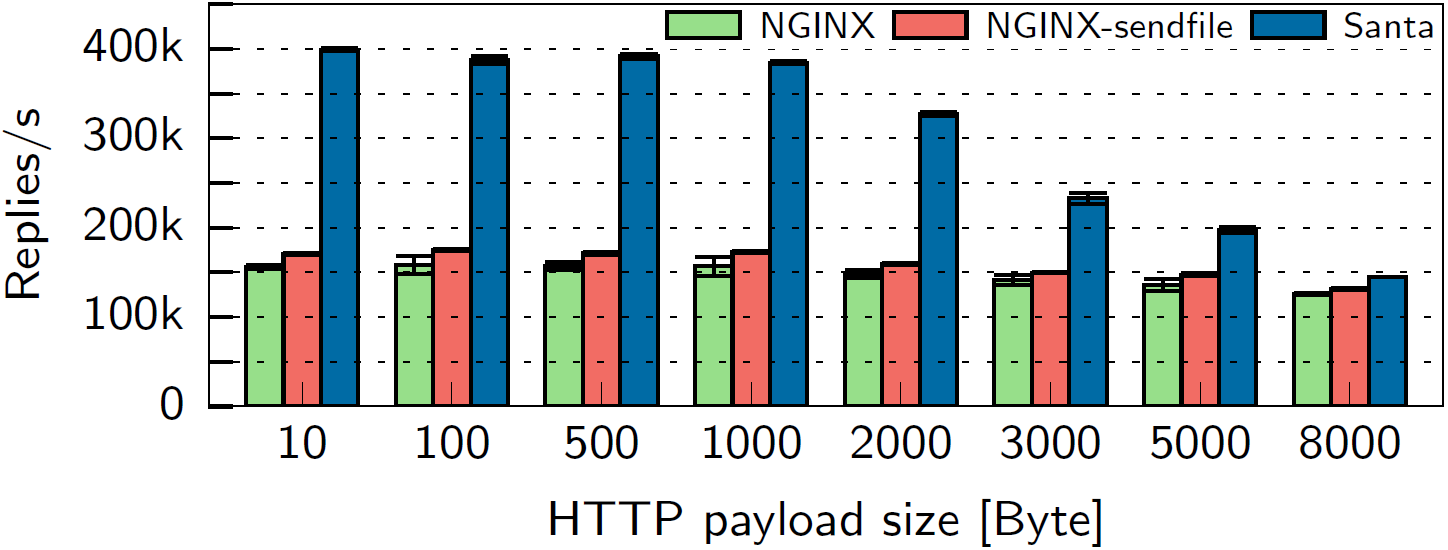 NGINX NGINX-sendfile Santa
Replies/s
400k
300k
200k
100k
0
10 100 500 1000 2000 3000 5000 8000
HTTP payload size [Byte]